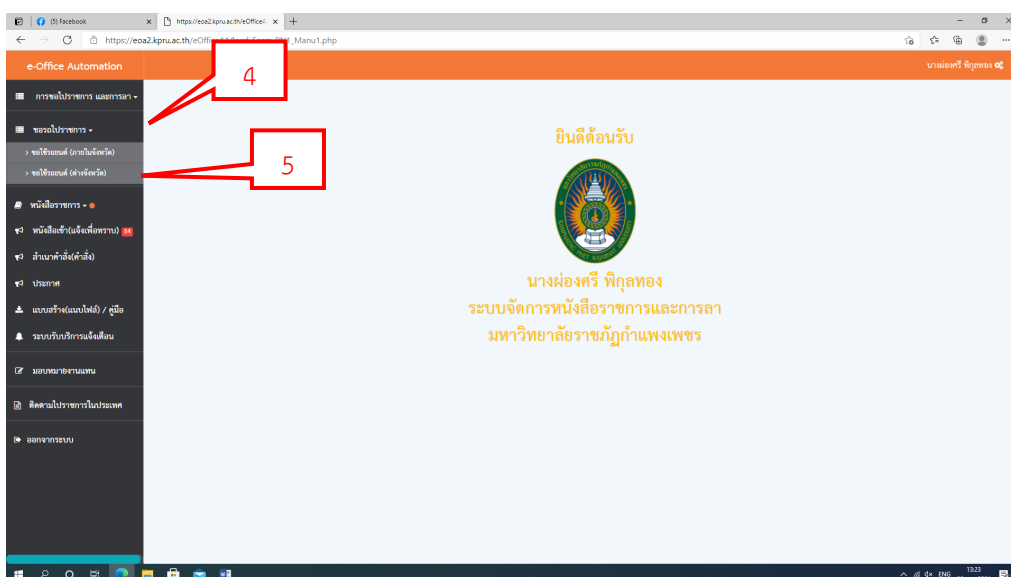 (5) Facebook
https://eoa2.kpru.ac.th/eOffice
https://eoa2.kpru.ac.th/eOffic
_Manu1.php
e-Office Automation
นางผ่องศรี พิกุลทอง
4
การขอไปราชการ และการลา
ขอรถไปราชการ
5
> ขอใช้รถยนต์ (ภายในจังหวัด)
> ขอใช้รถยนต์ (ต่างจังหวัด)
หนังสือราชการ
หนังสือเข้า(แจ้งเพื่อทราบ)
สำเนาคำสั่ง(คำสั่ง)
ประกาศ
แบบสร้าง(แนบไฟล์) / คู่มือ
ระบบรับบริการแจ้งเตือน
มอบหมายงานแทน
ติดตามไปราชการในประเทศ
ออกจากระบบ
ยินดีต้อนรับ
นางผ่องศรี พิกุลทอง
ระบบจัดการหนังสือราชการและการลา
มหาวิทยาลัยราชภัฏกำแพงเพชร
ENG
13:23